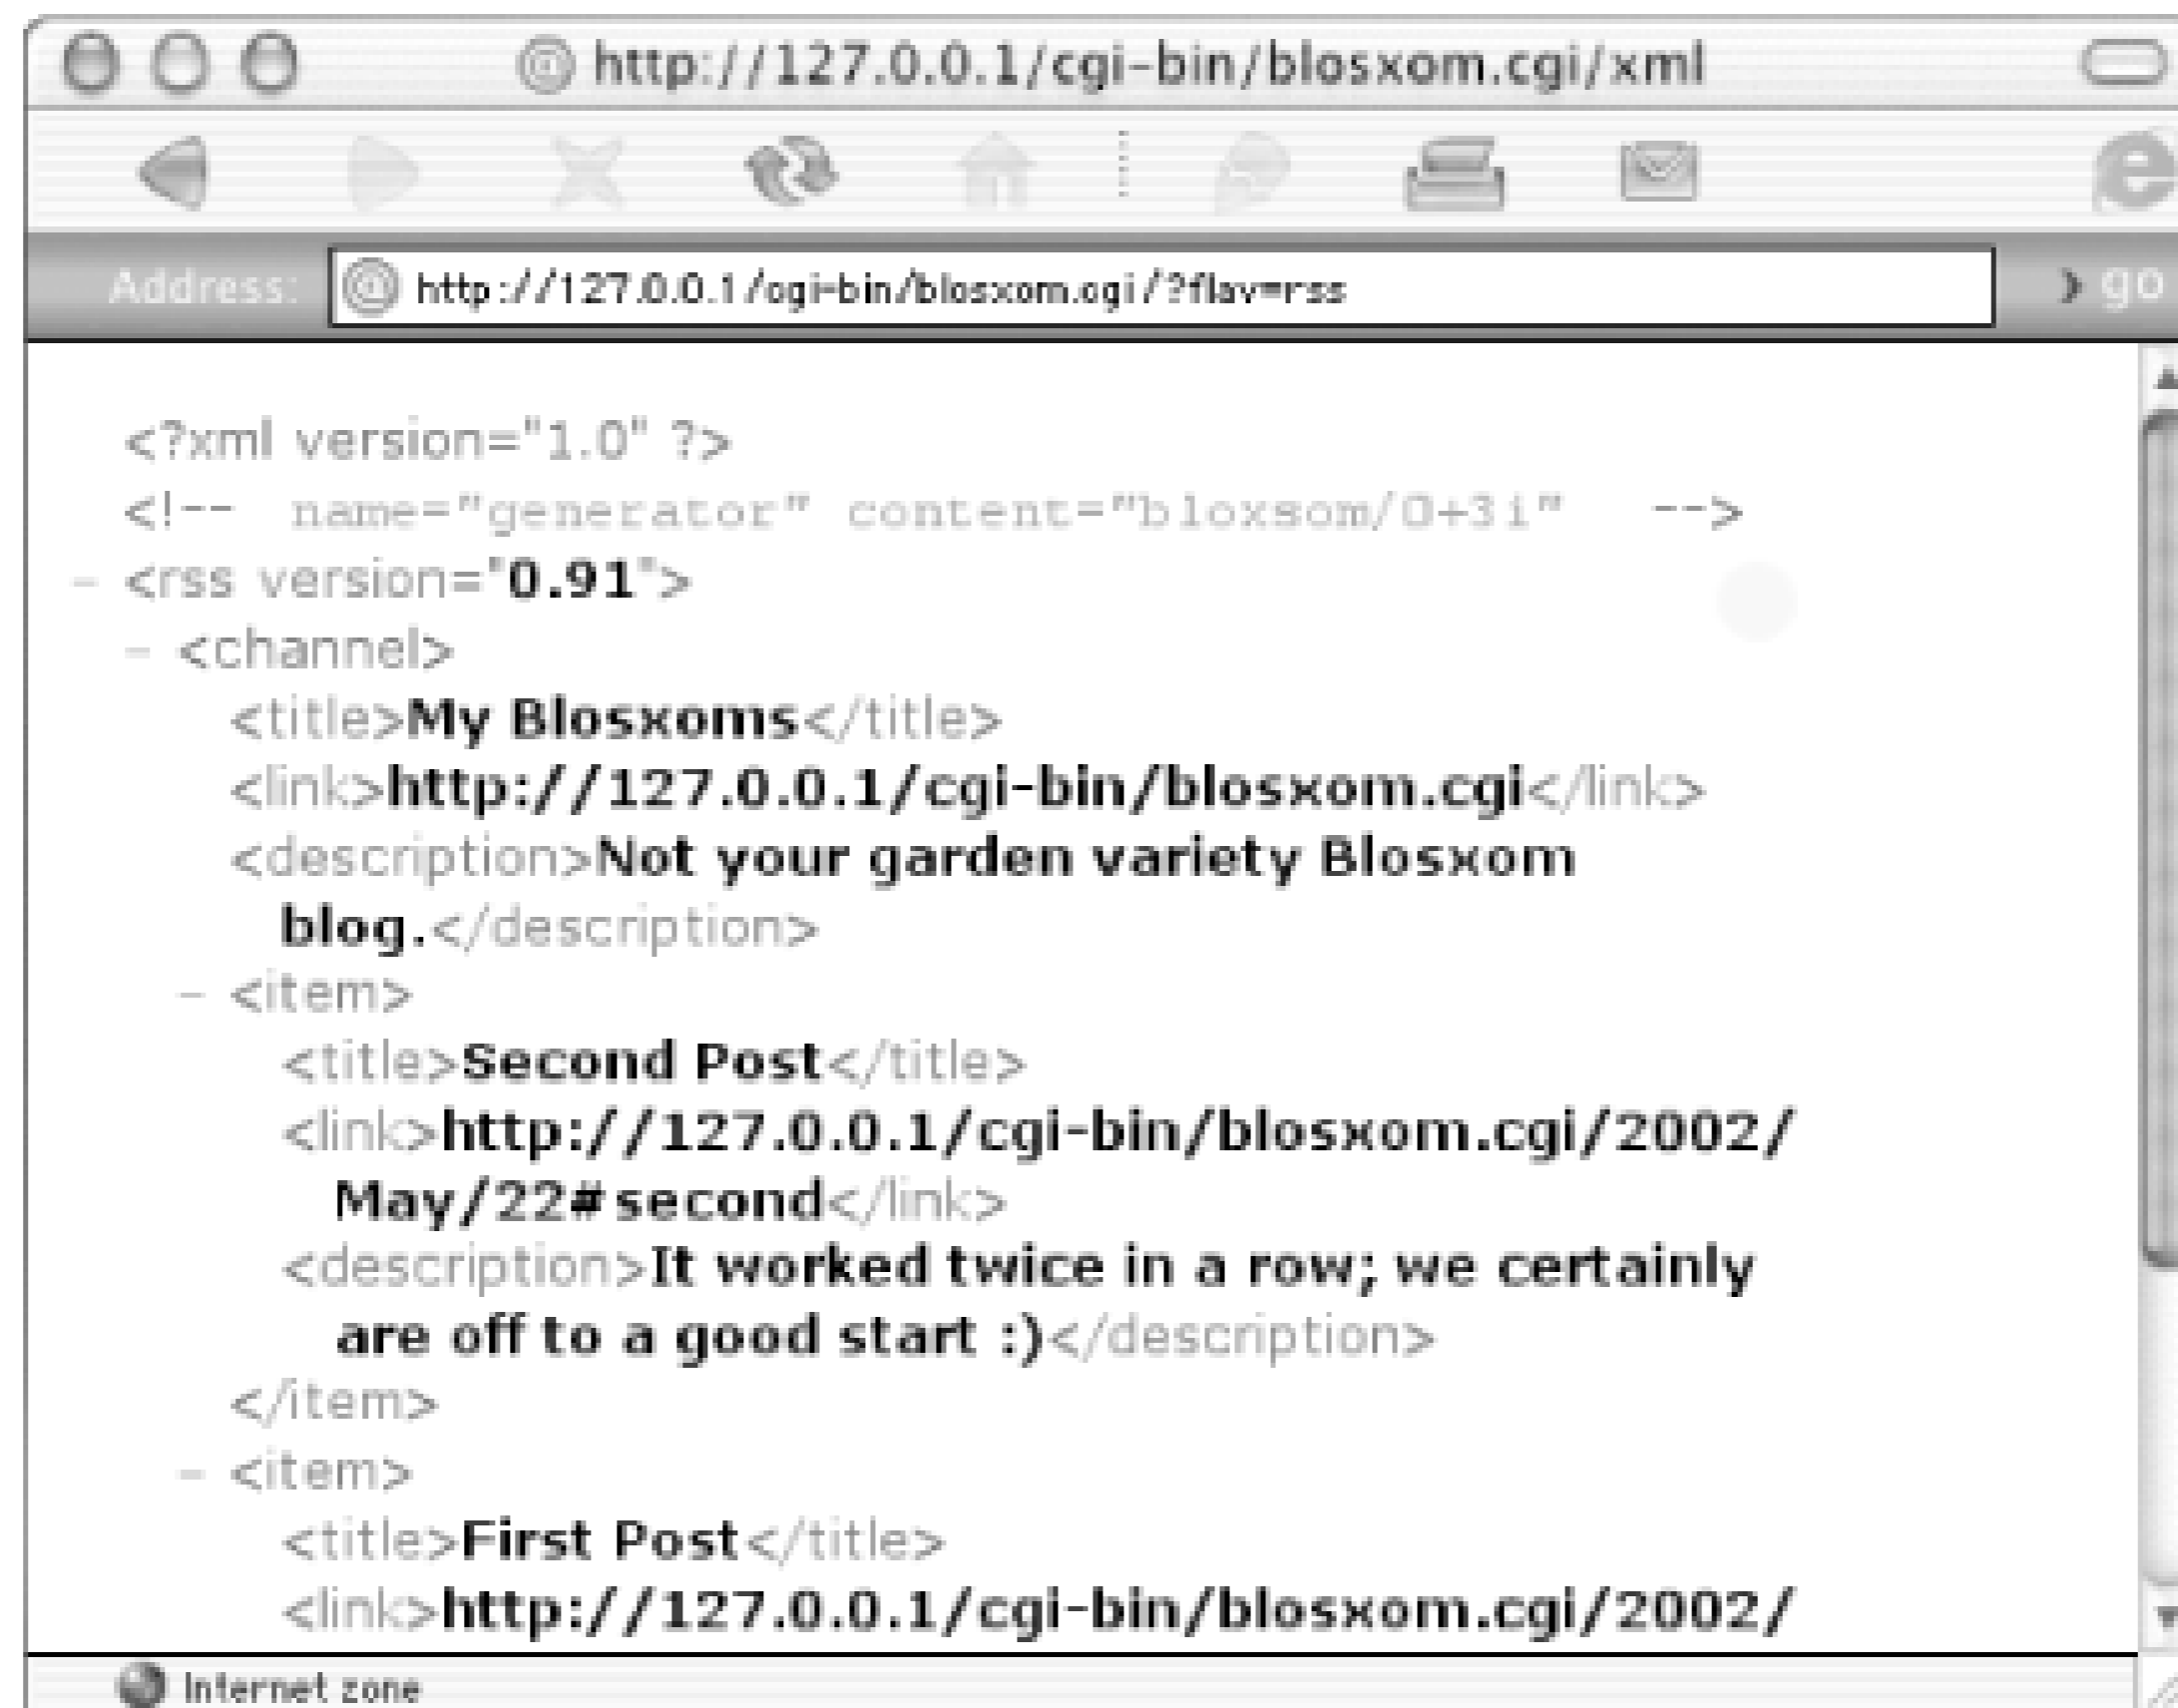 http://127.0.0.1/cgi-bin/blosxom.cgi/xml
Address: http://127.0.0.1/cgi-bin/blosxom.cgi/?flav=rss go
<?xml version="1.0" ?>
<!-- name="generator" content="bloxsom/0+3i" -->
- <rss version="0.91">
- <channel>
<title>My Blosxoms</title>
<link>http://127.0.0.1/cgi-bin/blosxom.cgi</link>
<description>Not your garden variety Blosxom
blog.</description>
- <item>
<title>Second Post</title>
<link>http://127.0.0.1/cgi-bin/blosxom.cgi/2002/
May/22#second</link>
<description>It worked twice in a row; we certainly
are off to a good start :)</description>
</item>
- <item>
<title>First Post</title>
<link>http://127.0.0.1/cgi-bin/blosxom.cgi/2002/
Internet zone